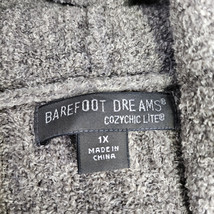 BAREFOOT DREAMS®
COZYCHIC LITE®
1X
MADE IN
CHINA